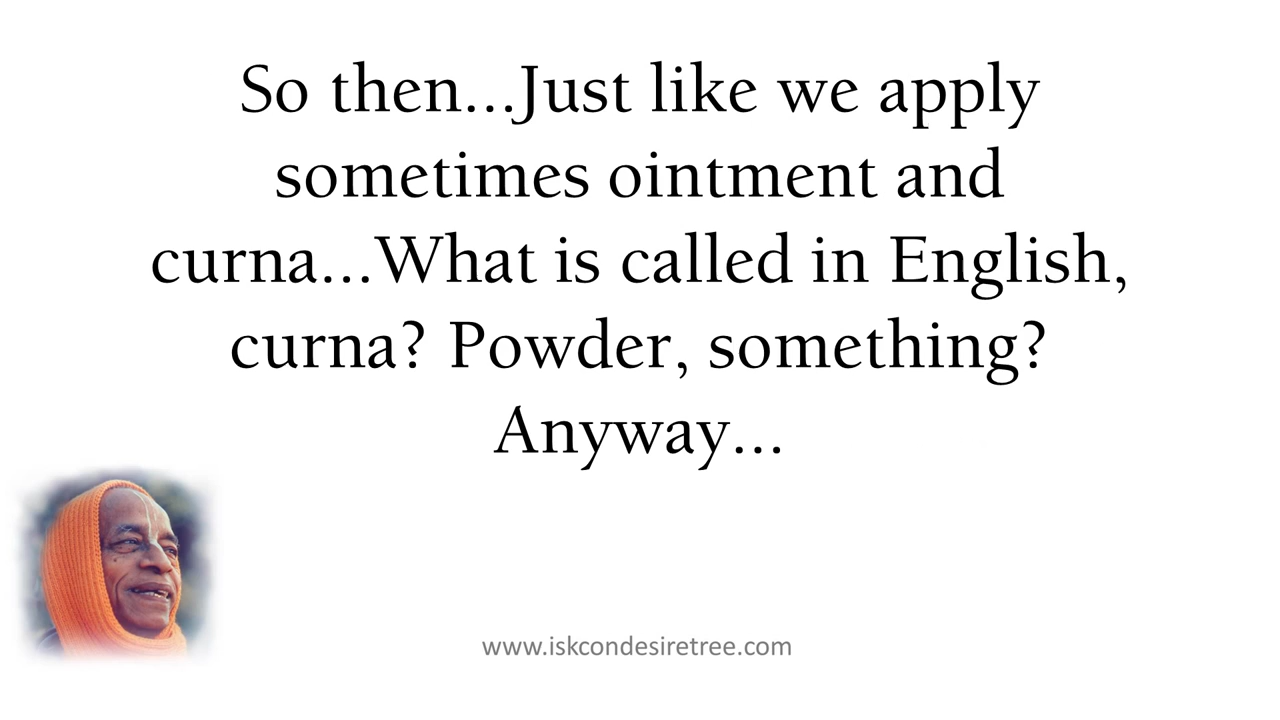 So then...Just like we apply
sometimes ointment and
curna...What is called in English,
curna? Powder, something?
Anyway...
www.iskcondesiretree.com